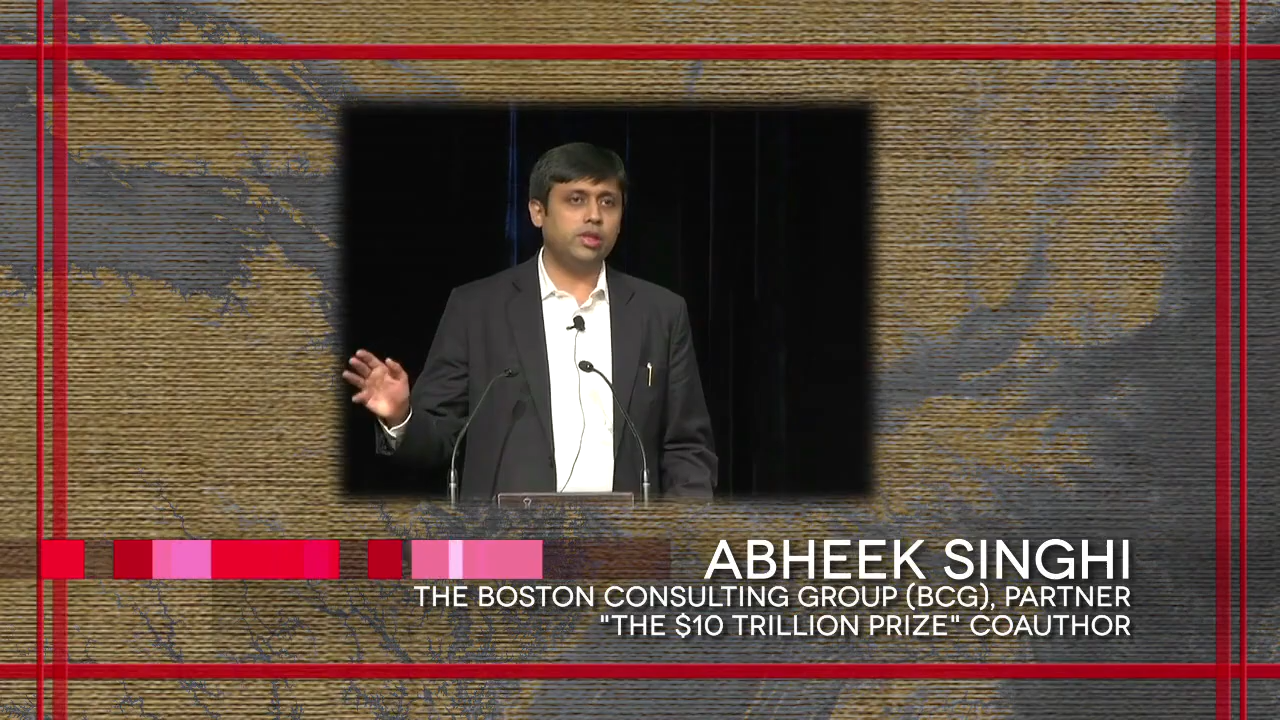 ABHEEK SINGHI
THE BOSTON CONSULTING GROUP (BCG), PARTNER
"THE $10 TRILLION PRIZE" COAUTHOR